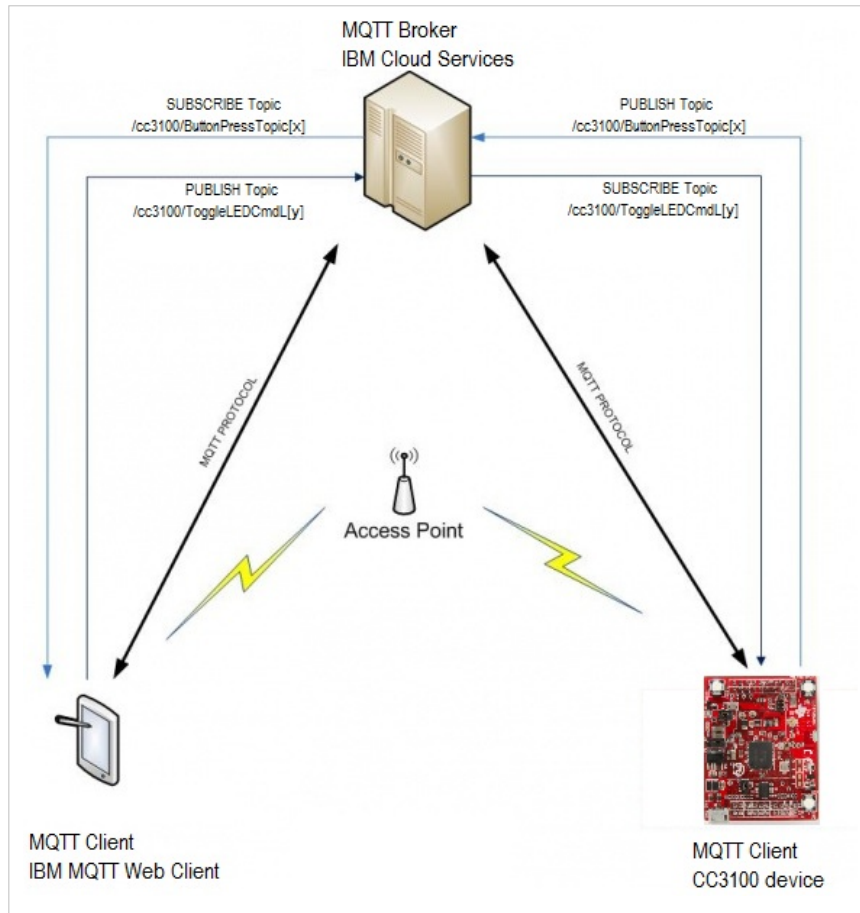 MQTT Broker
IBM Cloud Services
SUBSCRIBE Topic
/cc3100/ButtonPressTopic[x]
PUBLISH Topic
/cc3100/ButtonPressTopic[x]
PUBLISH Topic
/cc3100/ToggleLEDCmdL[y]
SUBSCRIBE Topic
/cc3100/ToggleLEDCmdL[y]
MQTT PROTOCOL
MQTT PROTOCOL
Access Point
MQTT Client
IBM MQTT Web Client
MQTT Client
CC3100 device